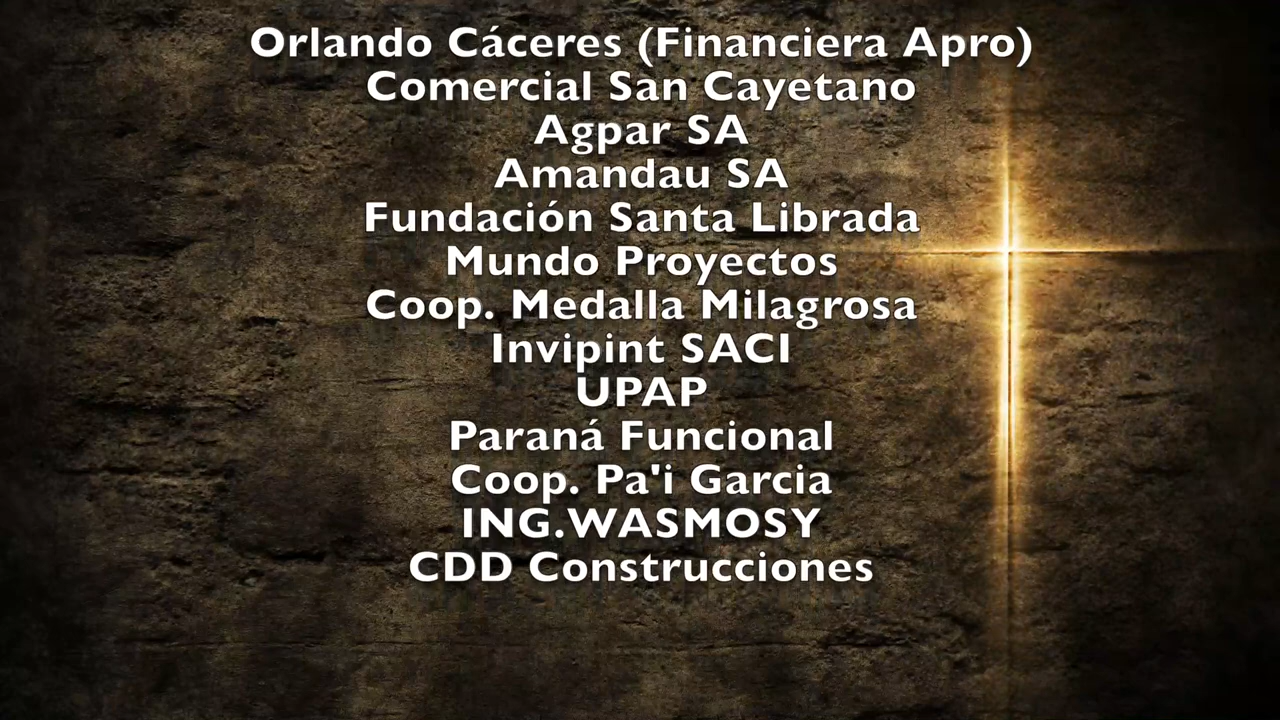 Orlando Cáceres (Financiera Apro)
Comercial San Cayetano
Agpar SA
Amandau SA
Fundación Santa Librada
Mundo Proyectos
Coop. Medalla Milagrosa
Invipint SACI
UPAP
Paraná Funcional
Coop. Pa'i Garcia
ING.WASMOSY
CDD Construcciones